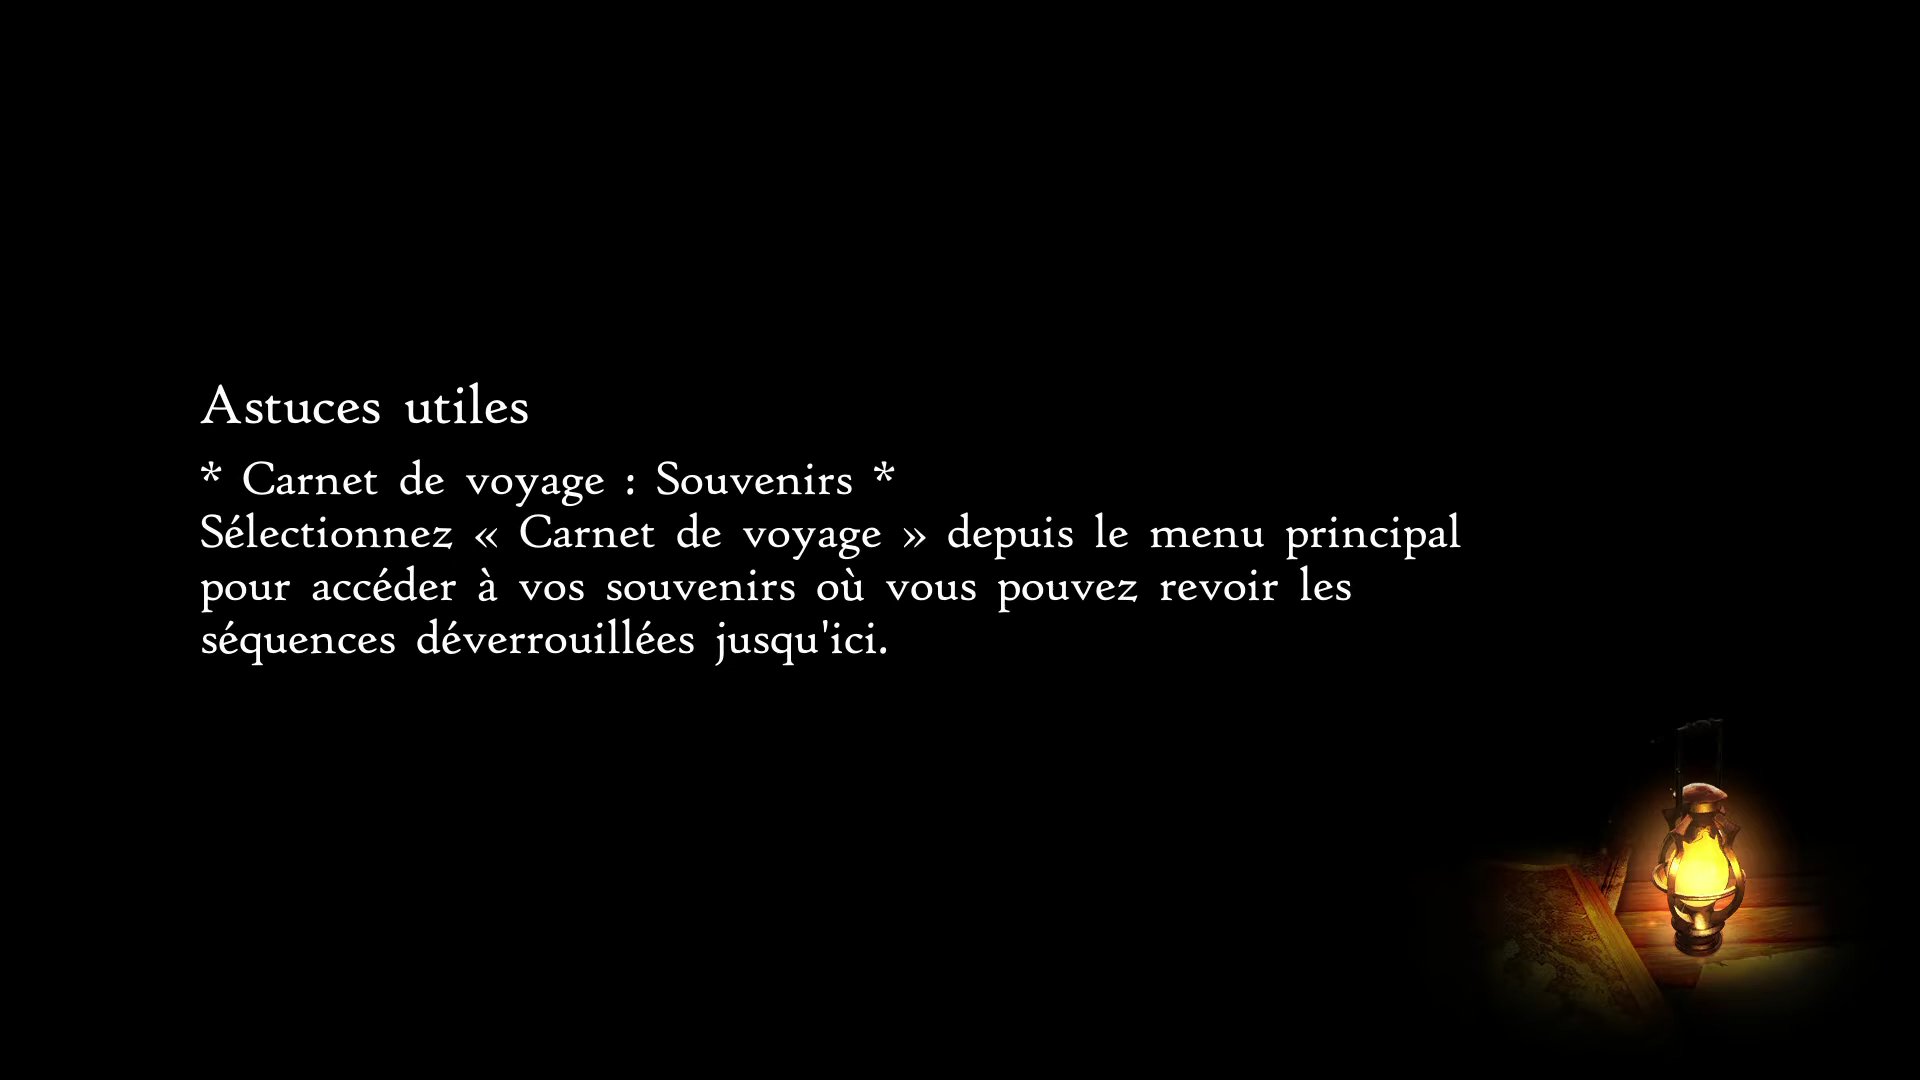 Astuces utiles
* Carnet de voyage : Souvenirs *
Sélectionnez « Carnet de voyage » depuis le menu principal
pour accéder à vos souvenirs où vous pouvez revoir les
séquences déverrouillées jusqu'ici.